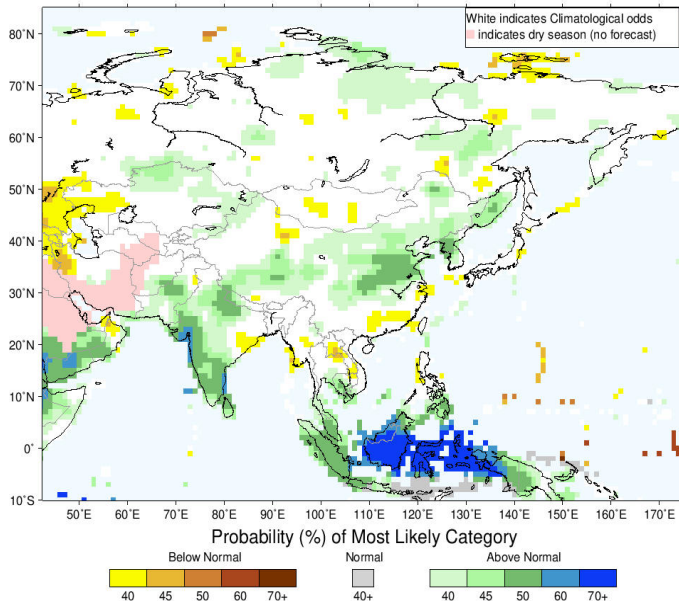 White indicates Climatological odds
indicates dry season (no forecast)
80˚N
70˚N
60˚N
50˚N
40˚N
30˚N
20˚N
10˚N
0˚
10˚S
50˚E 60˚E 70˚E 80˚E 90˚E 100˚E 110˚E 120˚E 130˚E 140˚E 150˚E 160˚E 170˚E
Probability (%) of Most Likely Category
Below Normal Normal Above Normal
40 45 50 60 70+ 40+ 40 45 50 60 70+